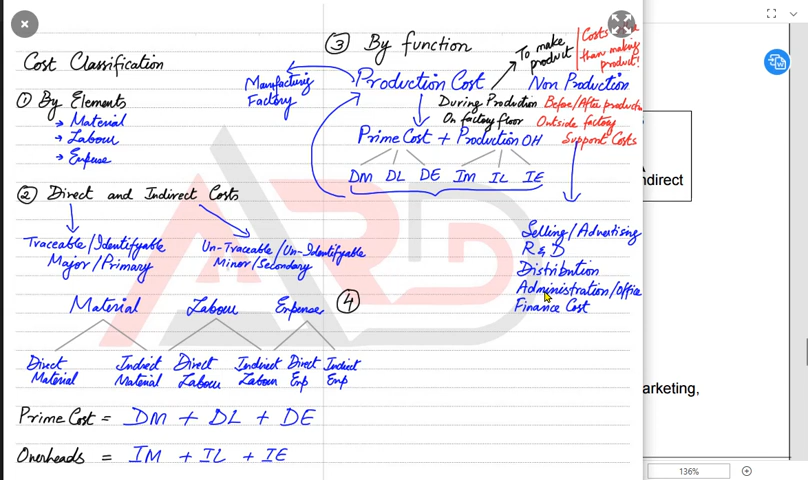 Cost Classification
① By Elements
→ Material
→ Labour
→ Expense
② Direct and Indirect Costs
Traceable/Identifyable
Major/Primary
Un-Traceable/Un-Identifyable
Minor/Secondary
Material
Labour
Expense
Direct
Material
Indirect
Material
Direct
Labour
Indirect
Labour
Direct
Exp
Indirect
Exp
Prime Cost = DM + DL + DE
Overheads = IM + IL + IE
③ By function
To make
product
Costs
than making
product!
Manufacturing
Factory
Production Cost
Non Production
During Production
On factory floor
Before/After production
Outside factory
Support Costs
Prime Cost + Production OH
DM DL DE IM IL IE
Selling/Advertising
R & D
Distribution
Administration/Office
Finance Cost
④
ARD
ndirect
arketing,
136%